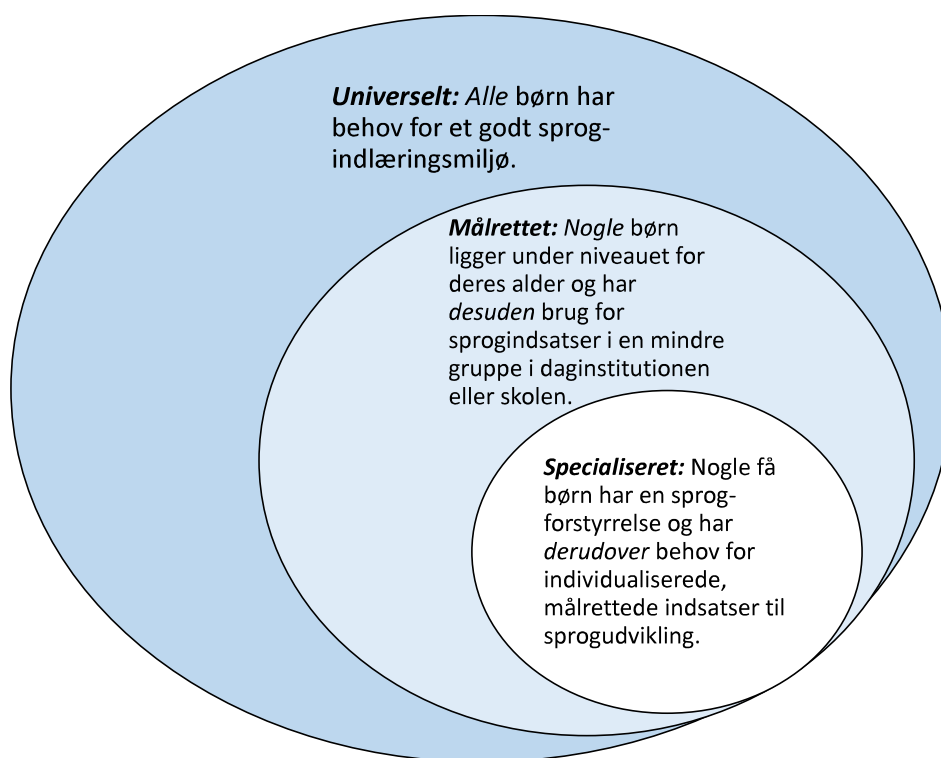 Universelt: Alle børn har
behov for et godt sprog-
indlæringsmiljø.
Målrettet: Nogle børn
ligger under niveauet for
deres alder og har
desuden brug for
sprogindsatser i en mindre
gruppe i daginstitutionen
eller skolen.
Specialiseret: Nogle få
børn har en sprog-
forstyrrelse og har
derudover behov for
individualiserede,
målrettede indsatser til
sprogudvikling.